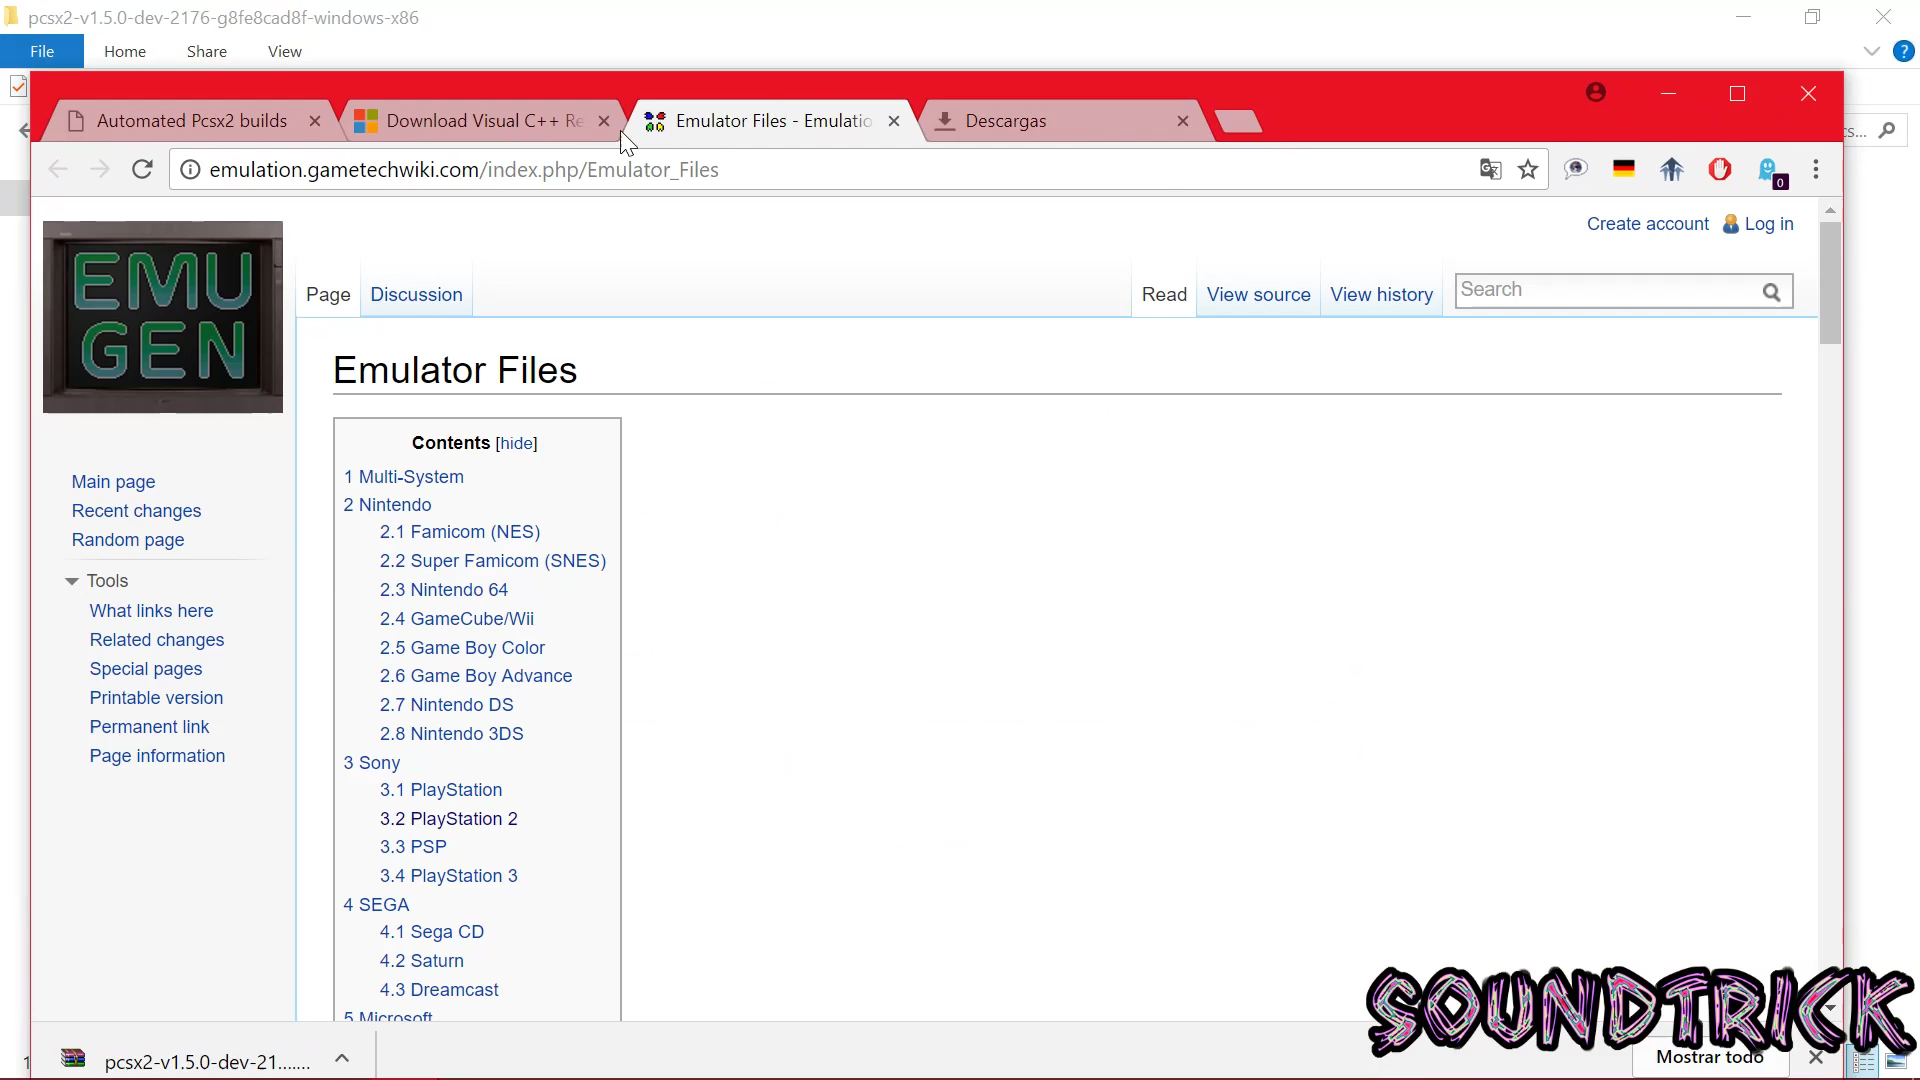 pcsx2-v1.5.0-dev-2176-g8fe8cad8f-windows-x86
File Home Share View
Automated Pcsx2 builds
Download Visual C++ Re
Emulator Files - Emulatio
Descargas
cs...
emulation.gametechwiki.com/index.php/Emulator_Files
0
Create account Log in
EMU
GEN
Page Discussion Read View source View history Search
Emulator Files
Contents [hide]
1 Multi-System
2 Nintendo
2.1 Famicom (NES)
2.2 Super Famicom (SNES)
2.3 Nintendo 64
2.4 GameCube/Wii
2.5 Game Boy Color
2.6 Game Boy Advance
2.7 Nintendo DS
2.8 Nintendo 3DS
3 Sony
3.1 PlayStation
3.2 PlayStation 2
3.3 PSP
3.4 PlayStation 3
4 SEGA
4.1 Sega CD
4.2 Saturn
4.3 Dreamcast
5 Microsoft
Main page
Recent changes
Random page
Tools
What links here
Related changes
Special pages
Printable version
Permanent link
Page information
SOUNDTRICK
pcsx2-v1.5.0-dev-21.......
Mostrar todo